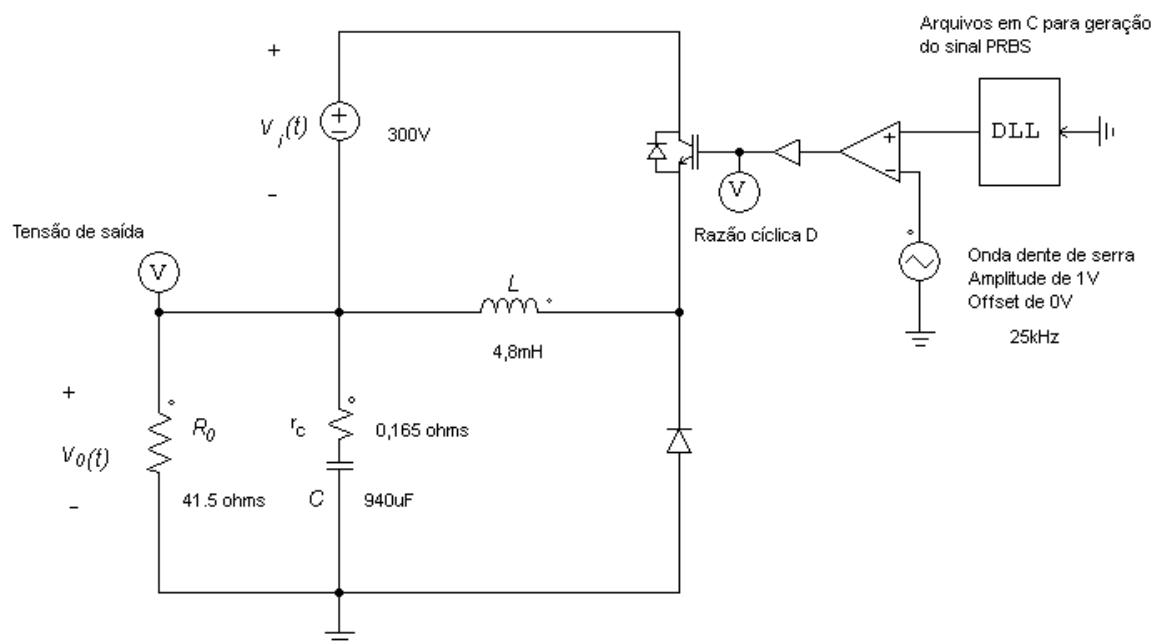 Arquivos em C para geração
do sinal PRBS
+
V i (t)
300V
−
DLL
+
−
V
Razão cíclica D
Tensão de saída
V
Onda dente de serra
Amplitude de 1V
Offset de 0V
25kHz
L
4,8mH
+
V0(t)
−
R0
41.5 ohms
rc
0,165 ohms
C
940uF